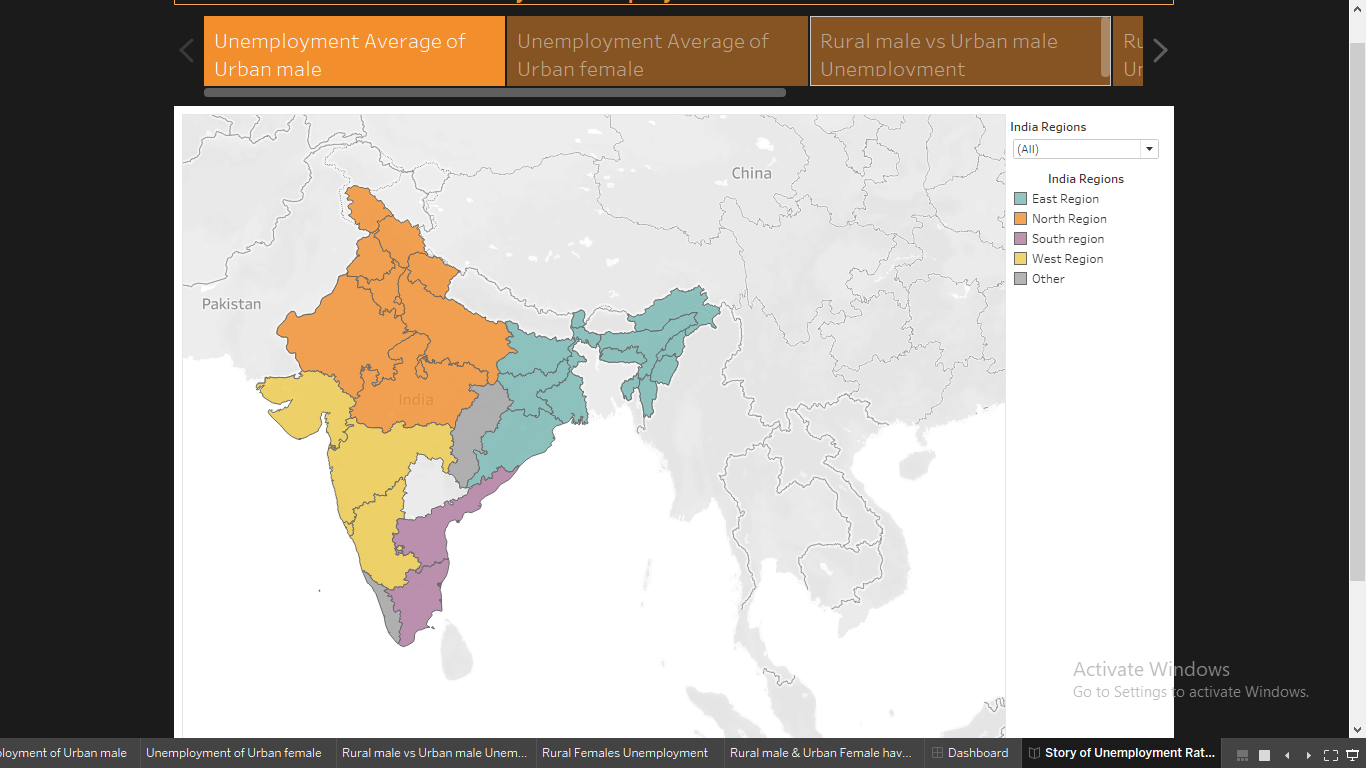 Unemployment Average of
Urban male
Unemployment Average of
Urban female
Rural male vs Urban male
Unemployment
India Regions
(All)
India Regions
East Region
North Region
South region
West Region
Other
China
Pakistan
India
Activate Windows
Go to Settings to activate Windows.
ployment of Urban male
Unemployment of Urban female
Rural male vs Urban male Unem...
Rural Females Unemployment
Rural male & Urban Female hav...
Dashboard
Story of Unemployment Rat...